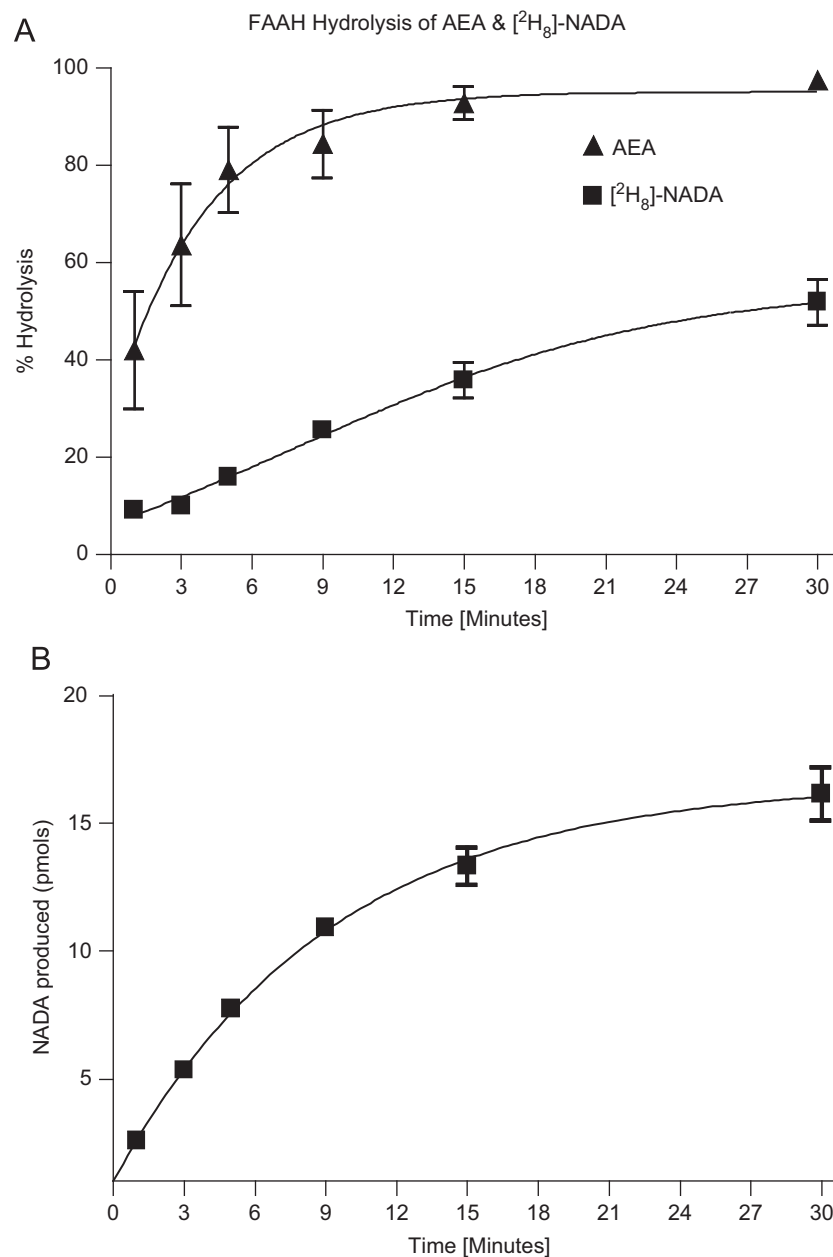 A
FAAH Hydrolysis of AEA & [²H₈]-NADA
100
80
60
40
20
0
% Hydrolysis
AEA
[²H₈]-NADA
0 3 6 9 12 15 18 21 24 27 30
Time [Minutes]
B
20
15
10
5
NADA produced (pmols)
0 3 6 9 12 15 18 21 24 27 30
Time [Minutes]